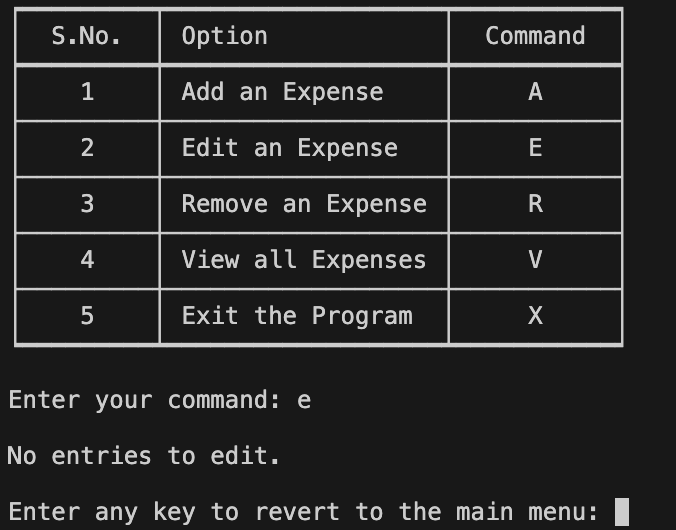 S.No. Option Command
1 Add an Expense A
2 Edit an Expense E
3 Remove an Expense R
4 View all Expenses V
5 Exit the Program X
Enter your command: e
No entries to edit.
Enter any key to revert to the main menu: